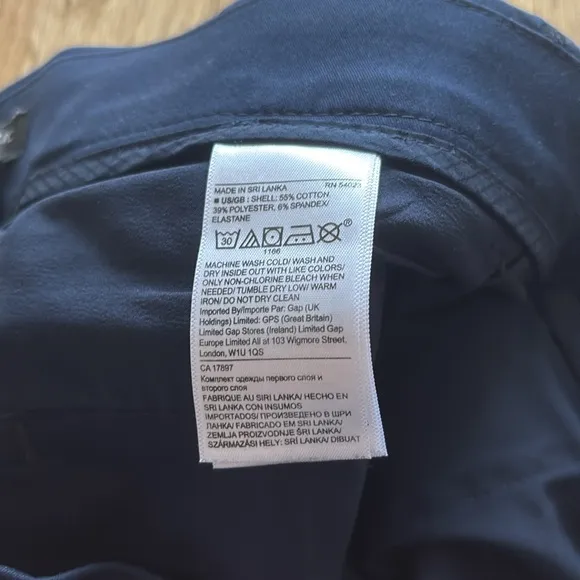 MADE IN SRI LANKA RN 54023
■ US/GB : SHELL: 55% COTTON,
39% POLYESTER, 6% SPANDEX/
ELASTANE
30
®
1166
MACHINE WASH COLD/ WASH AND
DRY INSIDE OUT WITH LIKE COLORS/
ONLY NON-CHLORINE BLEACH WHEN
NEEDED/ TUMBLE DRY LOW/ WARM
IRON/ DO NOT DRY CLEAN
Imported By/Importe Par: Gap (UK
Holdings) Limited: GPS (Great Britain)
Limited Gap Stores (Ireland) Limited Gap
Europe Limited All at 103 Wigmore Street,
London, W1U 1QS
CA 17897
Комплект одежды первого слоя и
второго слоя
FABRIQUE AU SIRI LANKA/ HECHO EN
SRI LANKA CON INSUMOS
IMPORTADOS/ ПРОИЗВЕДЕНО В ШРИ
ЛАНКА/ FABRICADO EM SRI LANKA/
ZEMLJA PROIZVODNJE ŠRI LANKA/
SZÁRMAZÁSI HELY: SRÍ LANKA/ DIBUAT